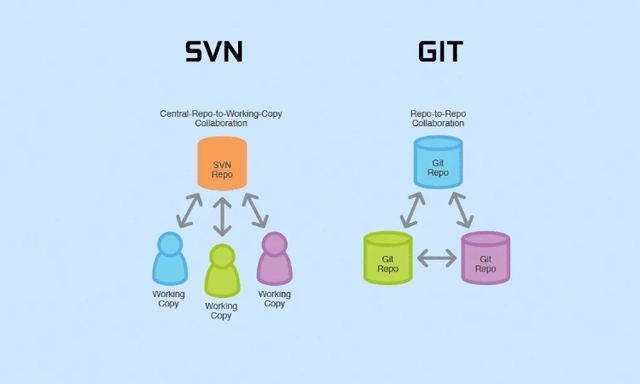 SVN
Central-Repo-to-Working-Copy
Collaboration
SVN
Repo
Working
Copy
Working
Copy
Working
Copy
GIT
Repo-to-Repo
Collaboration
Git
Repo
Git
Repo
Git
Repo